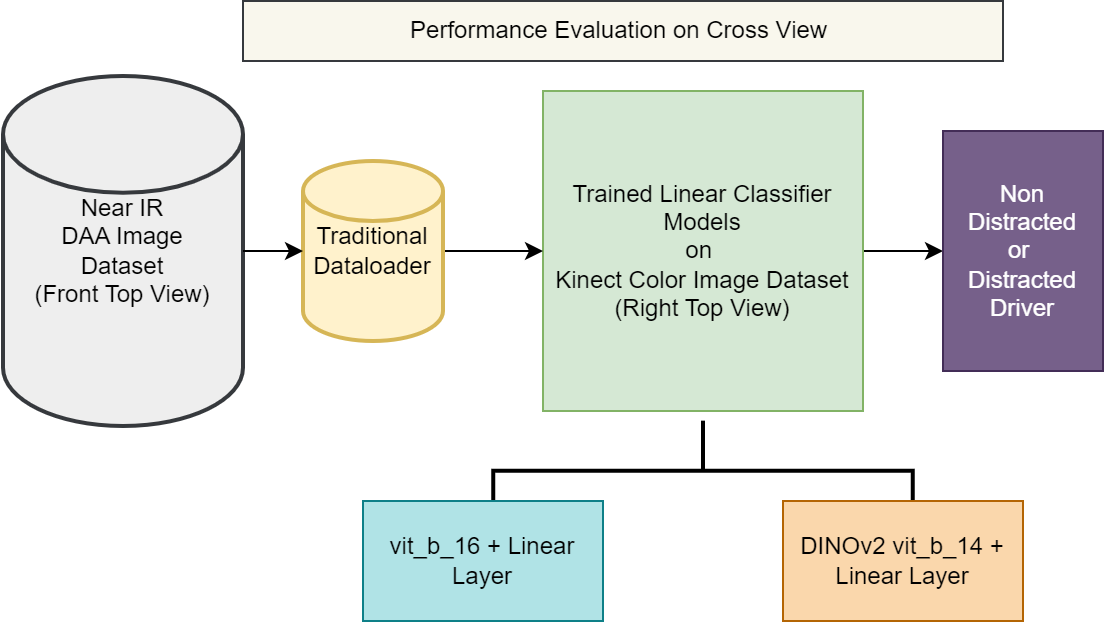 Performance Evaluation on Cross View
Near IR
DAA Image
Dataset
(Front Top View)
Traditional
Dataloader
Trained Linear Classifier
Models
on
Kinect Color Image Dataset
(Right Top View)
Non
Distracted
or
Distracted
Driver
vit_b_16 + Linear
Layer
DINOv2 vit_b_14 +
Linear Layer